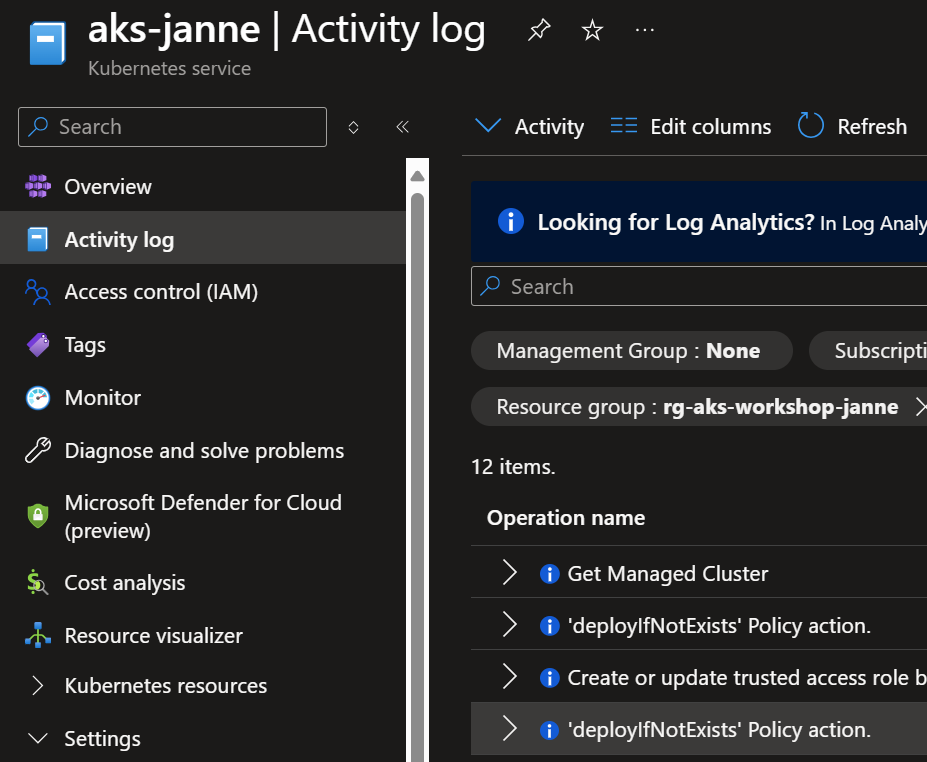 aks-janne | Activity log
Kubernetes service
Search
Overview
Activity log
Access control (IAM)
Tags
Monitor
Diagnose and solve problems
Microsoft Defender for Cloud
(preview)
Cost analysis
Resource visualizer
Kubernetes resources
Settings
Activity
Edit columns
Refresh
Looking for Log Analytics? In Log Analy
Search
Management Group : None
Subscripti
Resource group : rg-aks-workshop-janne
12 items.
Operation name
Get Managed Cluster
'deployIfNotExists' Policy action.
Create or update trusted access role b
'deployIfNotExists' Policy action.